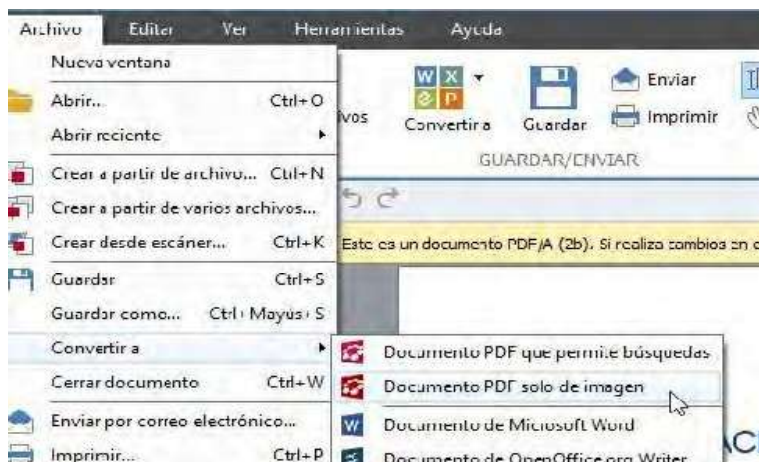 Archivo Editar Ver Herramientas Ayuda
Nueva ventana
Abrir... Ctrl+O
Abrir reciente
Crear a partir de archivo... Ctrl+N
Crear a partir de varios archivos...
Crear desde escáner... Ctrl+K
Guardar Ctrl+S
Guardar como... Ctrl+Mayús+S
Convertir a
Cerrar documento Ctrl+W
Enviar por correo electrónico...
Imprimir... Ctrl+P
ivos
W X
e P
Convertir a
Guardar
Enviar
Imprimir
GUARDAR/ENVIAR
Este es un documento PDF/A (2b). Si realiza cambios en
Documento PDF que permite búsquedas
Documento PDF solo de imagen
W Documento de Microsoft Word
Documento de OpenOffice.org Writer